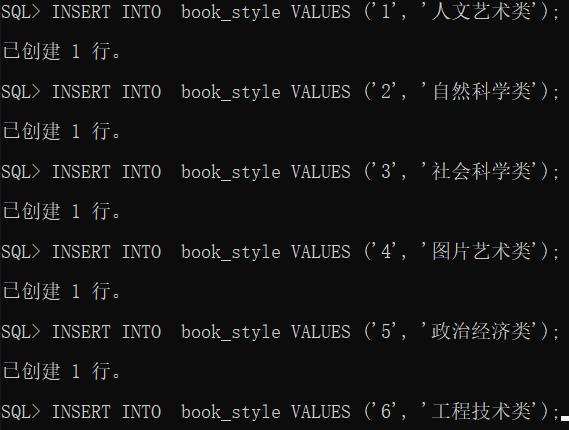 SQL> INSERT INTO  book_style VALUES ('1', '人文艺术类');
已创建 1 行。
SQL> INSERT INTO  book_style VALUES ('2', '自然科学类');
已创建 1 行。
SQL> INSERT INTO  book_style VALUES ('3', '社会科学类');
已创建 1 行。
SQL> INSERT INTO  book_style VALUES ('4', '图片艺术类');
已创建 1 行。
SQL> INSERT INTO  book_style VALUES ('5', '政治经济类');
已创建 1 行。
SQL> INSERT INTO  book_style VALUES ('6', '工程技术类');